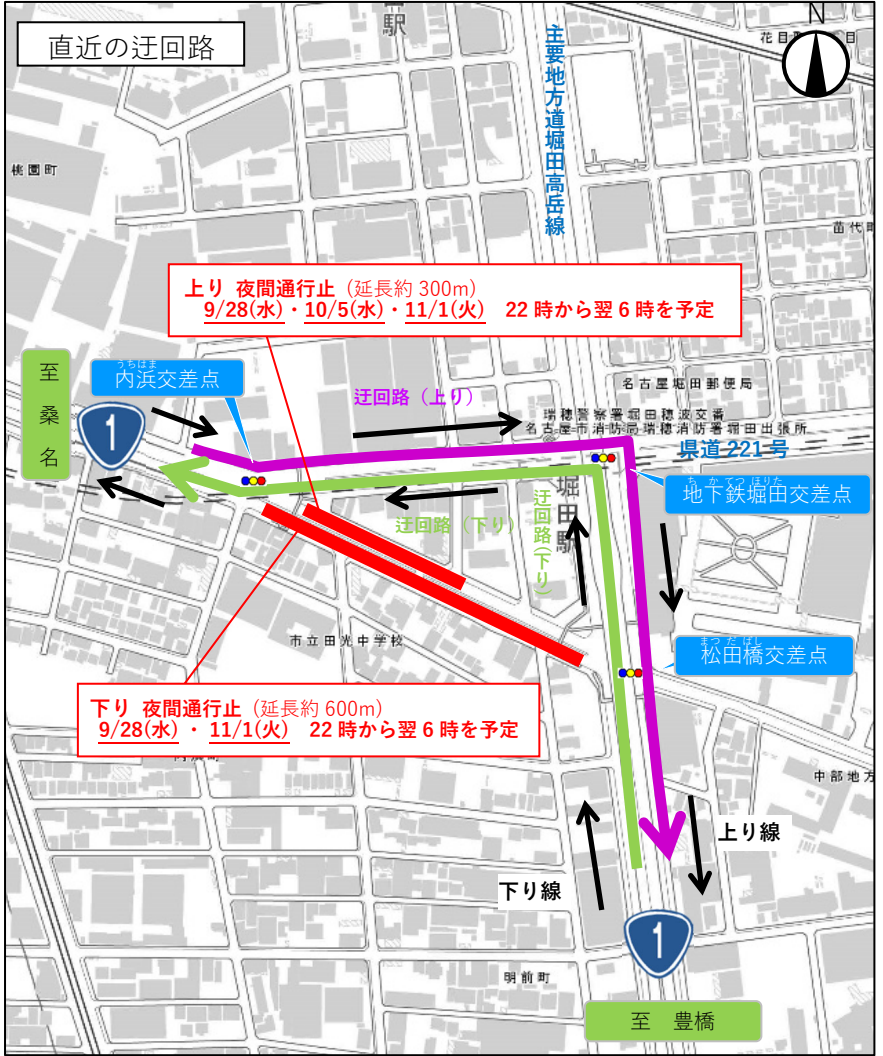 直近の迂回路
駅
N
花目
主要地方道堀田高岳線
桃園町
苗代町
上り 夜間通行止 (延長約 300m)
9/28(水)・10/5(水)・11/1(火) 22 時から翌 6 時を予定
至 桑 名
1
うちはま
内浜交差点
迂回路(上り)
名古屋堀田郵便局
瑞穂警察署堀田穂波交番
名古屋市消防局瑞穂消防署堀田出張所
県道 221 号
ち か てつ ほりた
地下鉄堀田交差点
堀田駅
迂回路(下り)
迂回路(下り)
市立田光中学校
まつ だ ばし
松田橋交差点
下り 夜間通行止 (延長約 600m)
9/28(水) ・ 11/1(火) 22 時から翌 6 時を予定
中部地方
上り線
下り線
1
明前町
至 豊橋